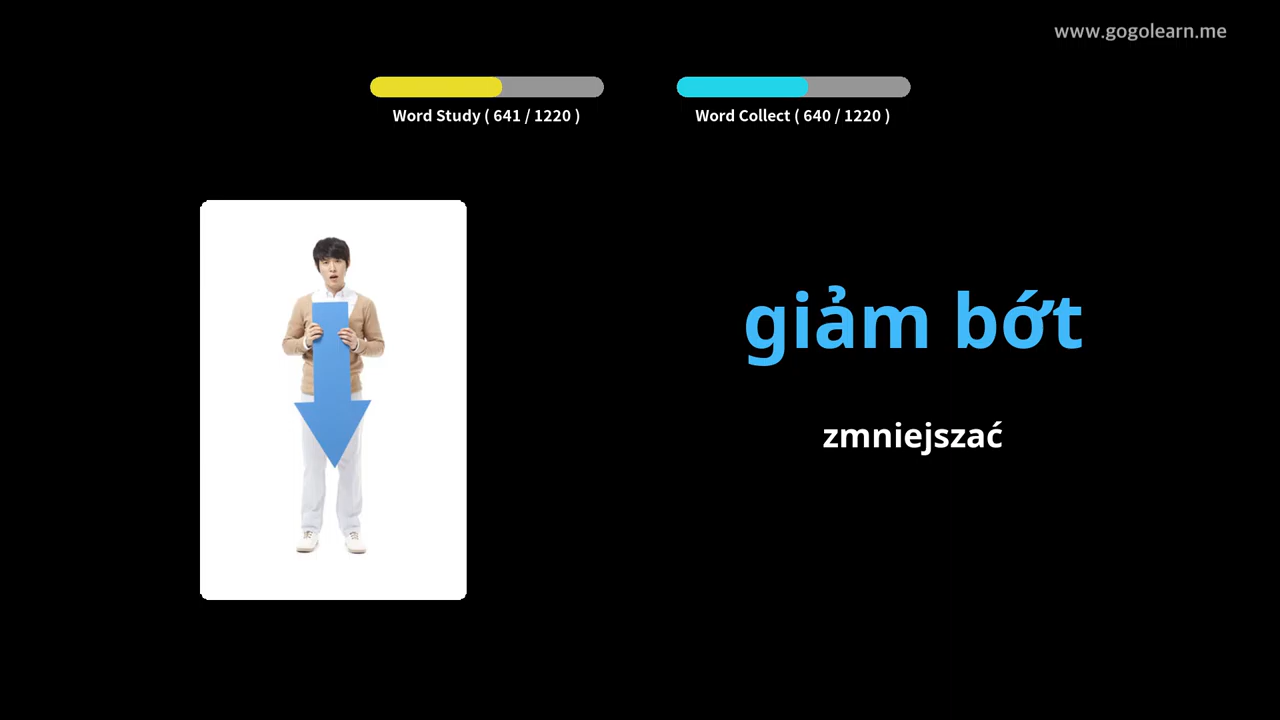 www.gogolearn.me
Word Study ( 641 / 1220 )
Word Collect ( 640 / 1220 )
giảm bớt
zmniejszać